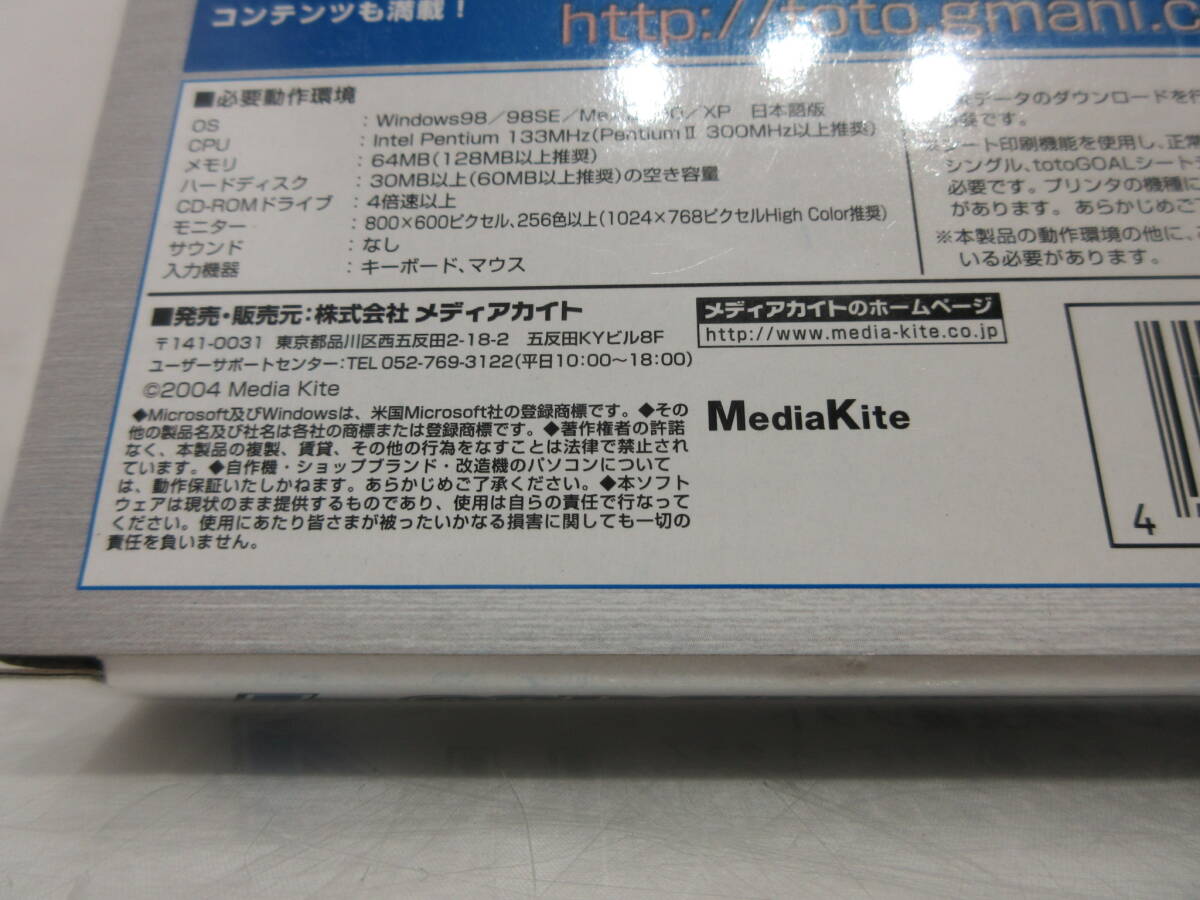 コンテンツも満載！
http://toto.gmani.c
■必要動作環境
OS : Windows98／98SE／Me／XP 日本語版
CPU : Intel Pentium 133MHz(PentiumⅡ 300MHz以上推奨)
メモリ : 64MB(128MB以上推奨)
ハードディスク : 30MB以上(60MB以上推奨)の空き容量
CD-ROMドライブ : 4倍速以上
モニター : 800×600ピクセル、256色以上(1024×768ピクセルHigh Color推奨)
サウンド : なし
入力機器 : キーボード、マウス
データのダウンロードを行
必要です。
※シート印刷機能を使用し、正常
シングル、totoGOALシート
必要です。プリンタの機種に
があります。あらかじめご
※本製品の動作環境の他に、
いる必要があります。
■発売・販売元：株式会社 メディアカイト
〒141-0031 東京都品川区西五反田2-18-2 五反田KYビル8F
ユーザーサポートセンター：TEL 052-769-3122(平日10:00〜18:00)
©2004 Media Kite
メディアカイトのホームページ
http://www.media-kite.co.jp
◆Microsoft及びWindowsは、米国Microsoft社の登録商標です。◆その
他の製品名及び社名は各社の商標または登録商標です。◆著作権者の許諾
なく、本製品の複製、賃貸、その他の行為をなすことは法律で禁止され
ています。◆自作機・ショップブランド・改造機のパソコンについて
は、動作保証いたしかねます。あらかじめご了承ください。◆本ソフト
ウェアは現状のまま提供するものであり、使用は自らの責任で行なって
ください。使用にあたり皆さまが被ったいかなる損害に関しても一切の
責任を負いません。
MediaKite
4